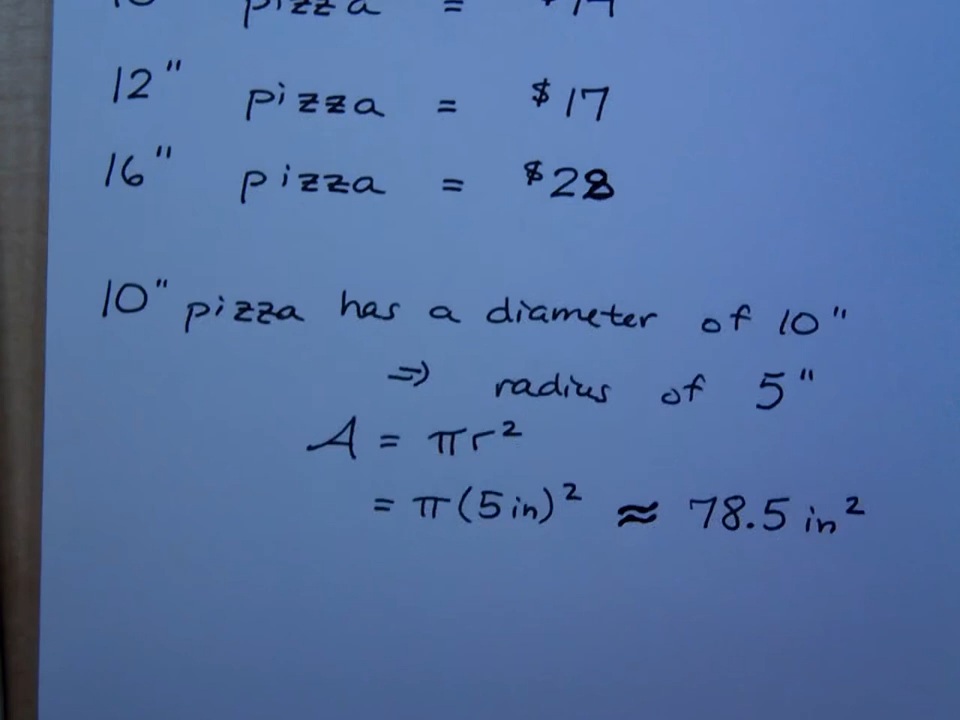 pizza =
12" pizza = $17
16" pizza = $28
10" pizza has a diameter of 10"
⇒ radius of 5"
A = πr²
= π(5in)² ≈ 78.5 in²